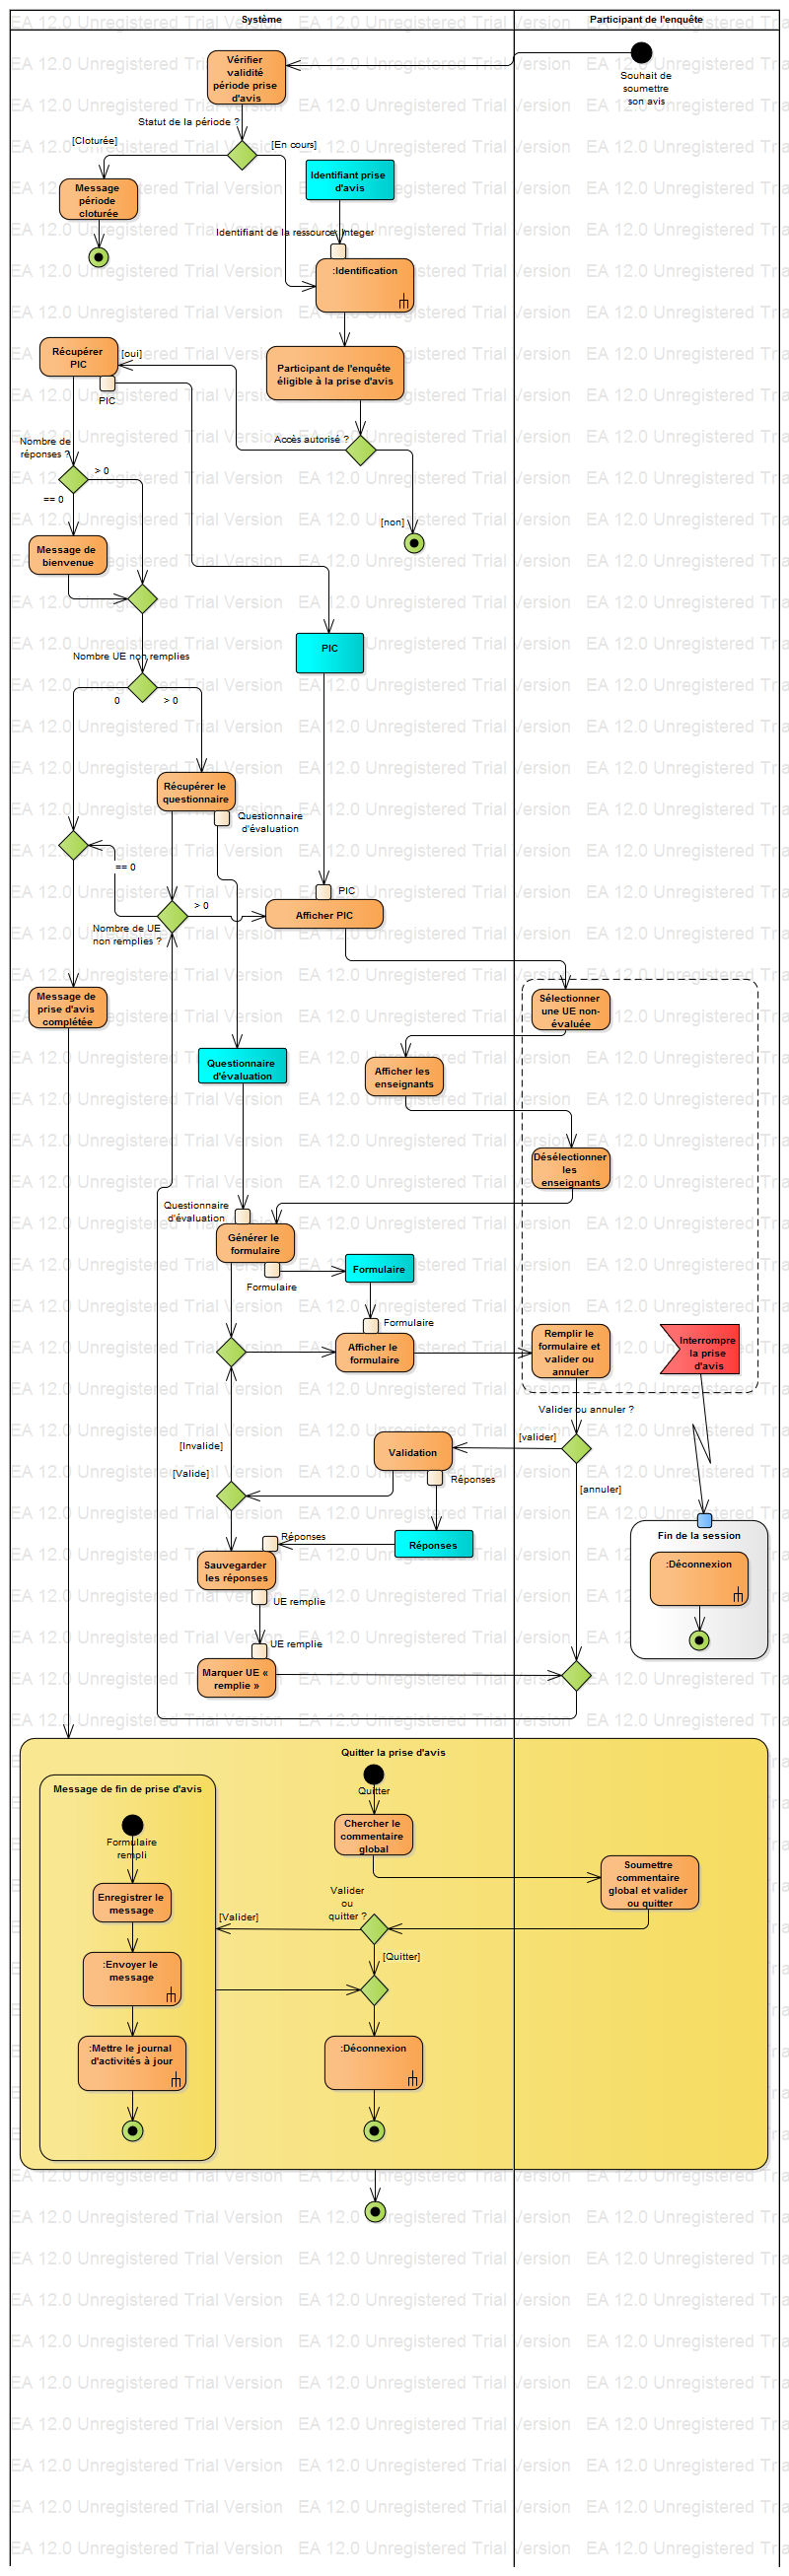 Système
Participant de l'enquête
Vérifier
validité
période prise
d'avis
Souhait de
soumettre
son avis
Statut de la période ?
[Cloturée]
[En cours]
Message
période
cloturée
Identifiant prise
d'avis
Identifiant de la ressource: Integer
:Identification
Récupérer
PIC
[oui]
PIC
Participant de l'enquête
éligible à la prise d'avis
Accès autorisé ?
Nombre de
réponses ?
> 0
== 0
[non]
Message de
bienvenue
PIC
Nombre UE non remplies
0
> 0
Récupérer le
questionnaire
Questionnaire
d'évaluation
== 0
> 0
PIC
Afficher PIC
Nombre de UE
non remplies ?
Message de
prise d'avis
complétée
Sélectionner
une UE non-
évaluée
Questionnaire
d'évaluation
Afficher les
enseignants
Désélectionner
les
enseignants
Questionnaire
d'évaluation
Générer le
formulaire
Formulaire
Formulaire
Formulaire
Afficher le
formulaire
Remplir le
formulaire et
valider ou
annuler
Interrompre
la prise
d'avis
Valider ou annuler ?
[valider]
[annuler]
[Invalide]
[Valide]
Validation
Réponses
Réponses
Réponses
Sauvegarder
les réponses
UE remplie
UE remplie
Marquer UE «
remplie »
Fin de la session
:Déconnexion
Quitter la prise d'avis
Message de fin de prise d'avis
Quitter
Formulaire
rempli
Chercher le
commentaire
global
Soumettre
commentaire
global et valider
ou quitter
Enregistrer le
message
Valider
ou
quitter ?
[Valider]
[Quitter]
:Envoyer le
message
:Mettre le journal
d'activités à jour
:Déconnexion
EA 12.0 Unregistered Trial Version